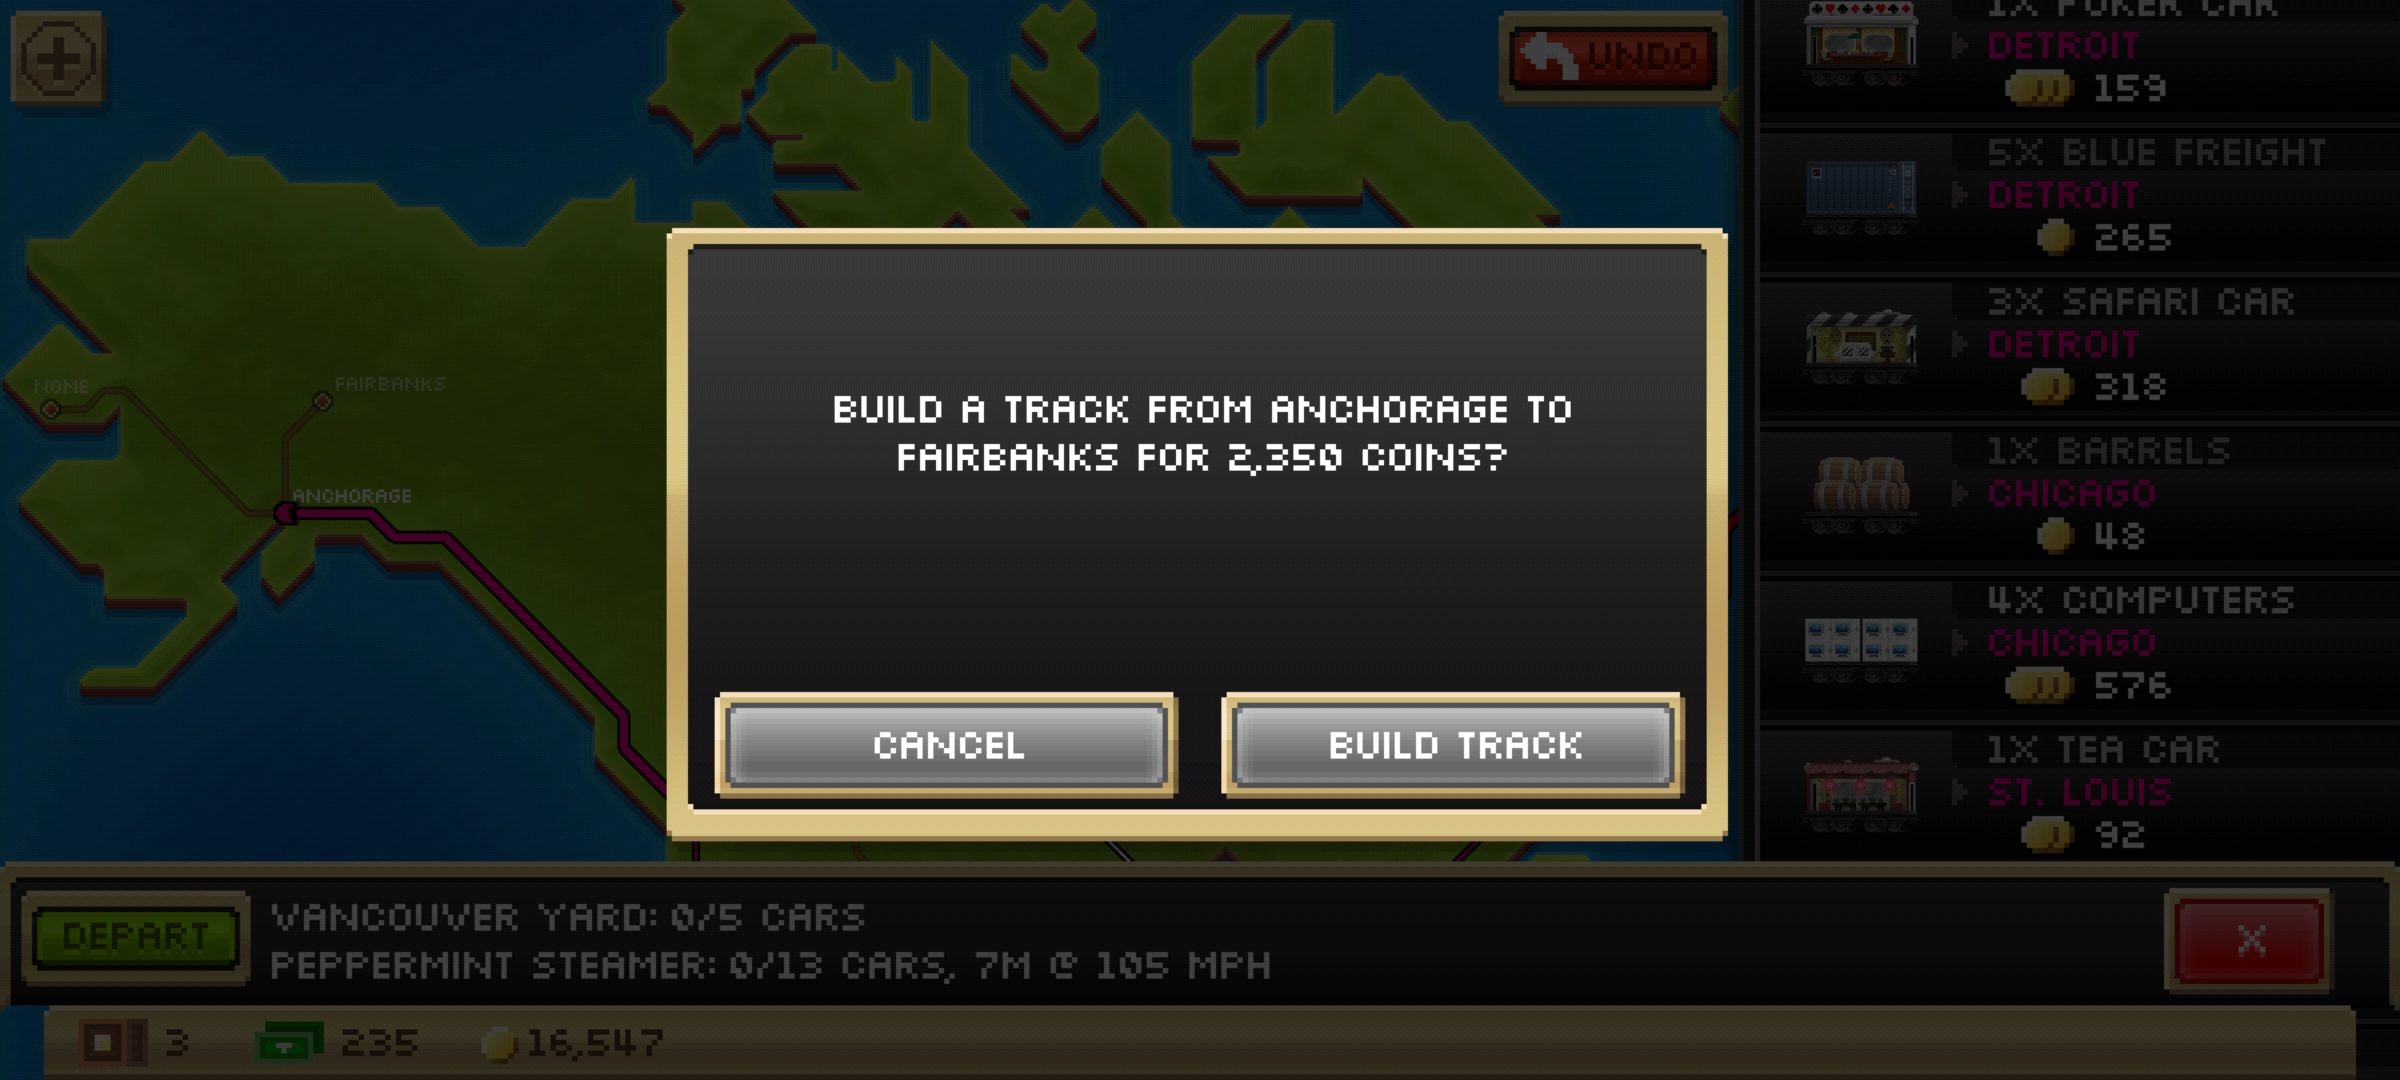 UNDO
1X POKER CAR
DETROIT
159
5X BLUE FREIGHT
DETROIT
265
3X SAFARI CAR
DETROIT
318
1X BARRELS
CHICAGO
48
4X COMPUTERS
CHICAGO
576
1X TEA CAR
ST. LOUIS
92
NOME
FAIRBANKS
ANCHORAGE
BUILD A TRACK FROM ANCHORAGE TO
FAIRBANKS FOR 2,350 COINS?
CANCEL
BUILD TRACK
DEPART
VANCOUVER YARD: 0/5 CARS
PEPPERMINT STEAMER: 0/13 CARS, 7M @ 105 MPH
X
3
235
16,547